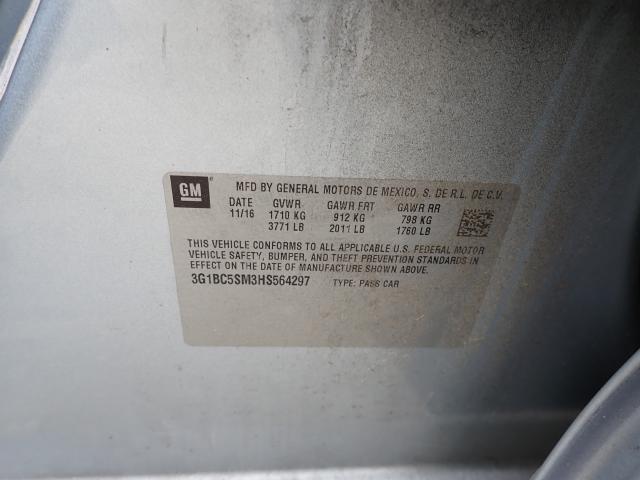 GM
MFD BY GENERAL MOTORS DE MEXICO, S. DE R.L. DE C.V.
DATE GVWR GAWR FRT GAWR RR
11/16 1710 KG 912 KG 798 KG
3771 LB 2011 LB 1760 LB
THIS VEHICLE CONFORMS TO ALL APPLICABLE U.S. FEDERAL MOTOR
VEHICLE SAFETY, BUMPER, AND THEFT PREVENTION STANDARDS IN
EFFECT ON THE DATE OF MANUFACTURE SHOWN ABOVE.
3G1BC5SM3HS564297 TYPE: PASS CAR